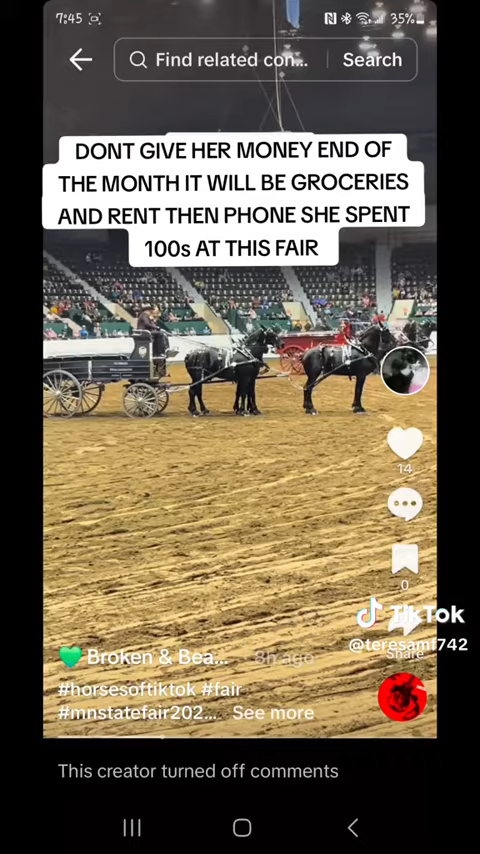 7:45
35%
Find related con...
Search
DONT GIVE HER MONEY END OF
THE MONTH IT WILL BE GROCERIES
AND RENT THEN PHONE SHE SPENT
100s AT THIS FAIR
14
0
TikTok
@teresamf742
Share
💚 Broken & Bea... 8h ago
#horsesoftiktok #fair
#mnstatefair202... See more
This creator turned off comments